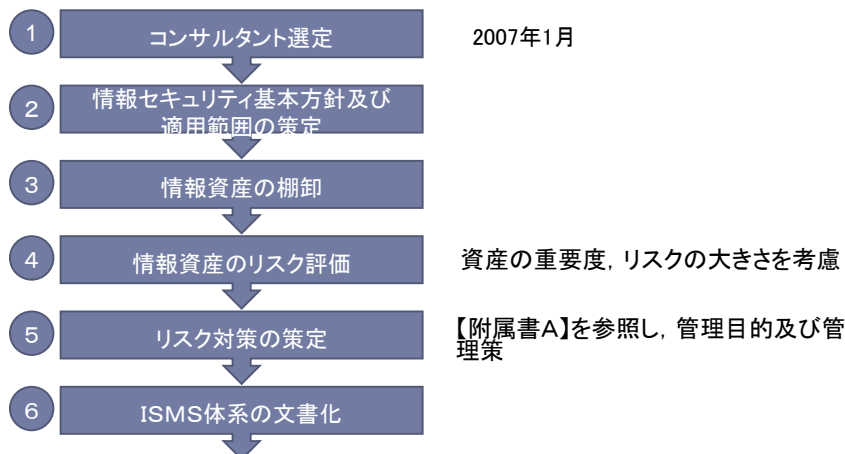 1
コンサルタント選定
2007年1月
2
情報セキュリティ基本方針及び
適用範囲の策定
3
情報資産の棚卸
4
情報資産のリスク評価
資産の重要度，リスクの大きさを考慮
5
リスク対策の策定
【附属書A】を参照し，管理目的及び管
理策
6
ISMS体系の文書化